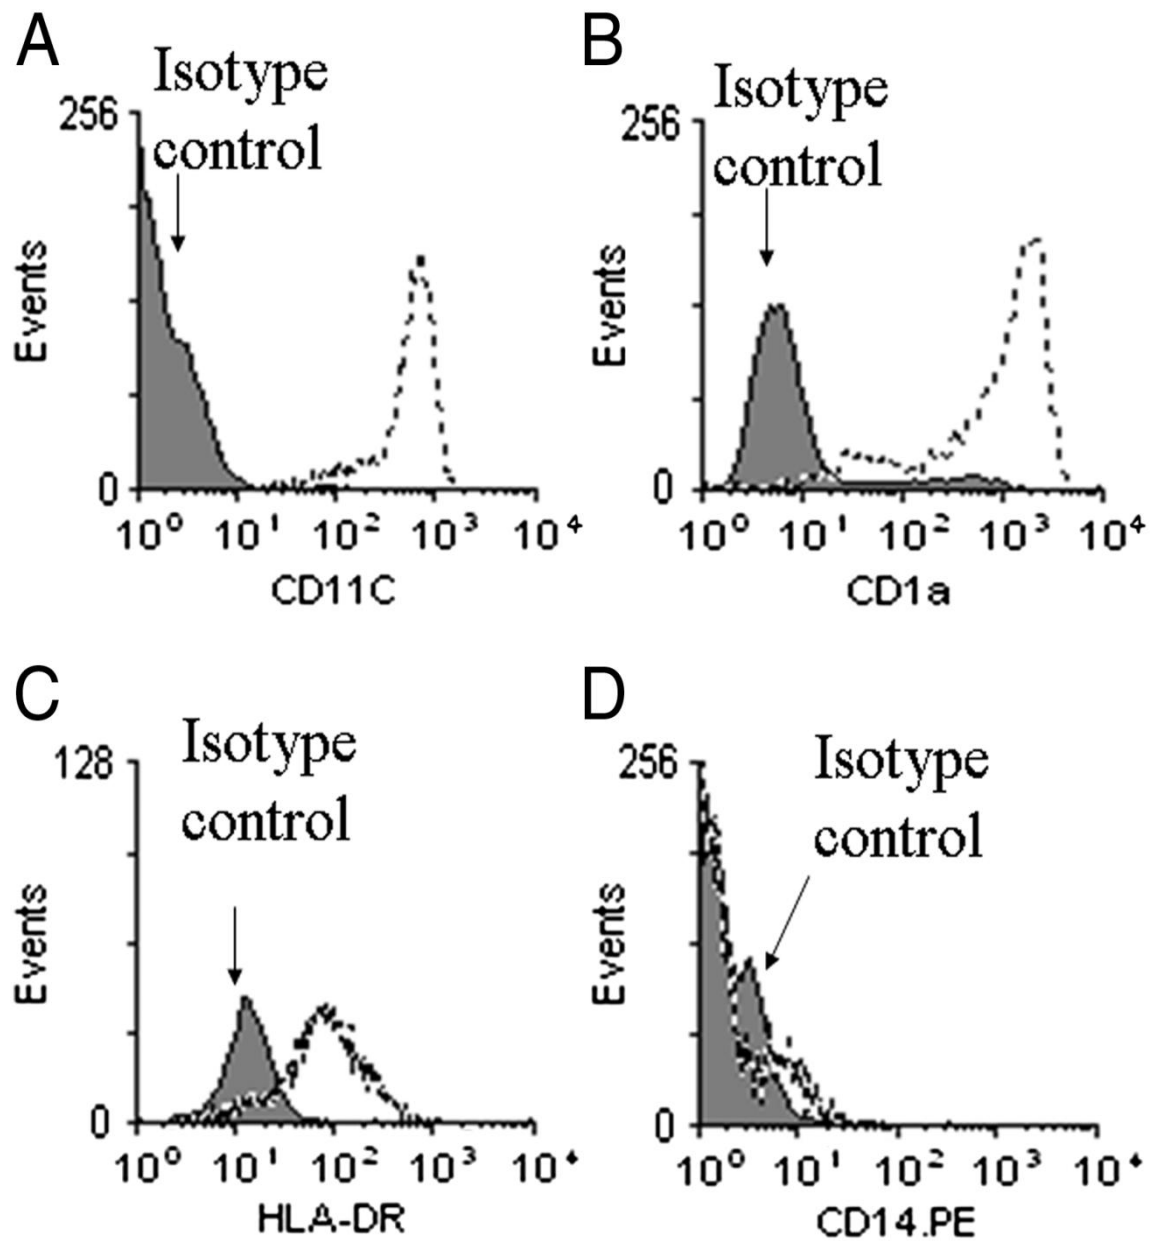 A
Isotype
control
256
Events
0
10⁰ 10¹ 10² 10³ 10⁴
CD11C
B
Isotype
control
256
Events
0
10⁰ 10¹ 10² 10³ 10⁴
CD1a
C
Isotype
control
128
Events
0
10⁰ 10¹ 10² 10³ 10⁴
HLA-DR
D
Isotype
control
256
Events
0
10⁰ 10¹ 10² 10³ 10⁴
CD14.PE